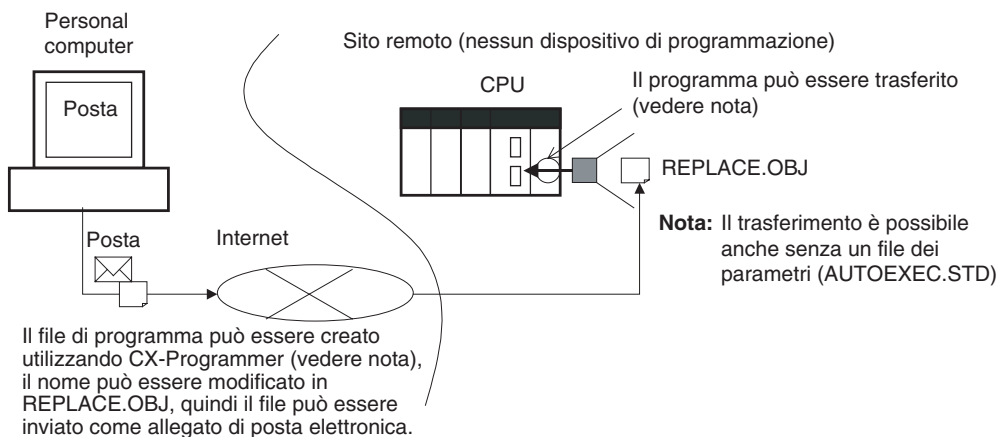 Personal
computer
Posta
Posta
Internet
Il file di programma può essere creato
utilizzando CX-Programmer (vedere nota),
il nome può essere modificato in
REPLACE.OBJ, quindi il file può essere
inviato come allegato di posta elettronica.
Sito remoto (nessun dispositivo di programmazione)
CPU
Il programma può essere trasferito
(vedere nota)
REPLACE.OBJ
Nota: Il trasferimento è possibile
anche senza un file dei
parametri (AUTOEXEC.STD)